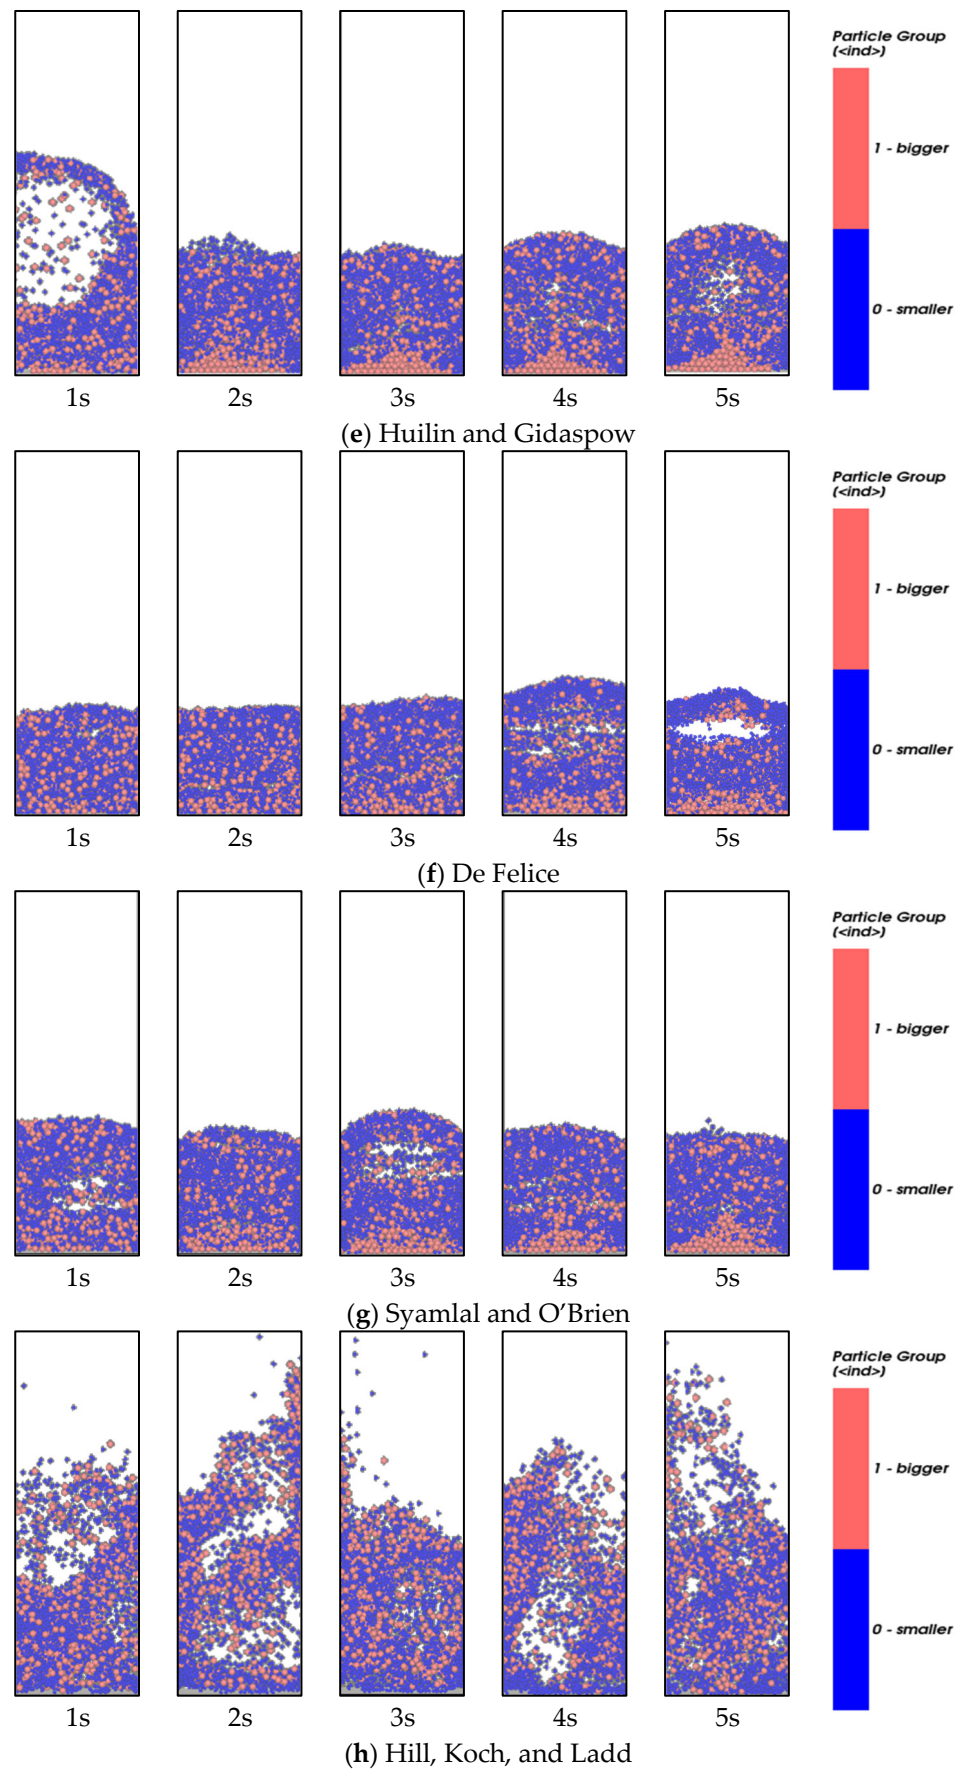 Particle Group
(<ind>)
1 - bigger
0 - smaller
1s 2s 3s 4s 5s
(e) Huilin and Gidaspow
Particle Group
(<ind>)
1 - bigger
0 - smaller
1s 2s 3s 4s 5s
(f) De Felice
Particle Group
(<ind>)
1 - bigger
0 - smaller
1s 2s 3s 4s 5s
(g) Syamlal and O’Brien
Particle Group
(<ind>)
1 - bigger
0 - smaller
1s 2s 3s 4s 5s
(h) Hill, Koch, and Ladd